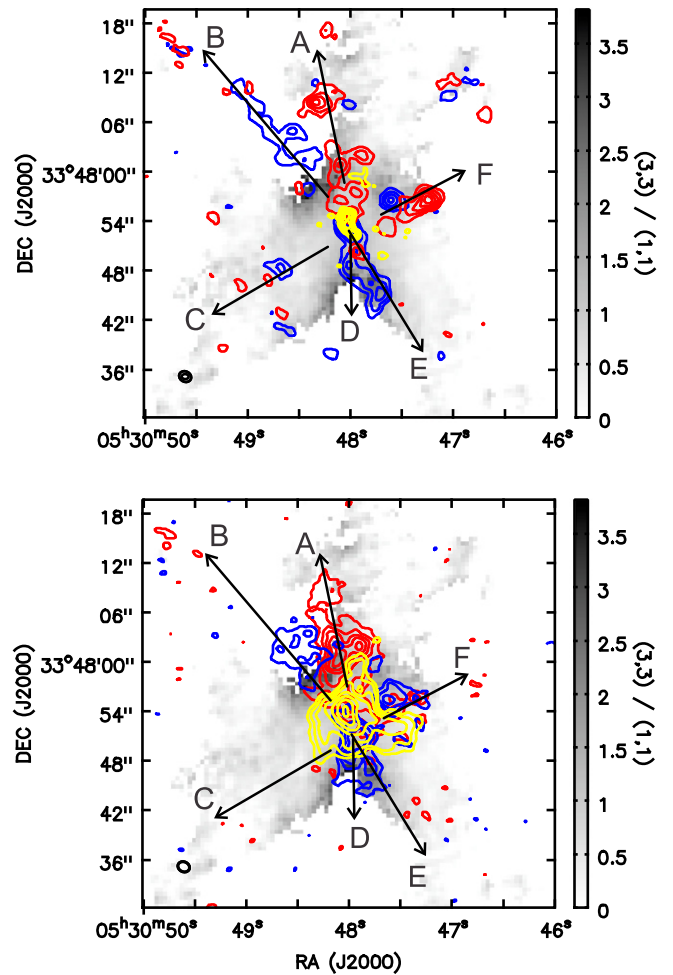 18"
12"
06"
33°48'00"
54"
48"
42"
36"
B
A
F
C
D
E
DEC (J2000)
05ʰ30ᵐ50ˢ
49ˢ
48ˢ
47ˢ
46ˢ
3.5
3
2.5
2
1.5
1
0.5
0
(3,3) / (1,1)
18"
12"
06"
33°48'00"
54"
48"
42"
36"
B
A
F
C
D
E
DEC (J2000)
05ʰ30ᵐ50ˢ
49ˢ
48ˢ
47ˢ
46ˢ
RA (J2000)
3.5
3
2.5
2
1.5
1
0.5
0
(3,3) / (1,1)